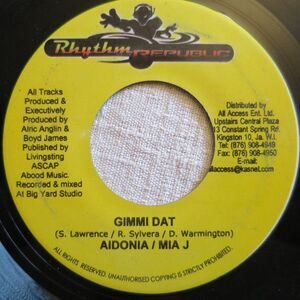 Rhythm
REPUBLIC
All Tracks
Produced &
Executively
Produced by
Alric Anglin &
Boyd James
Published by
Livingsting
ASCAP
Abood Music.
Recorded & mixed
At Big Yard Studio
Distributed by
All Access Ent. Ltd.
Upstairs Central Plaza
13 Constant Spring Rd.
Kingston 10, Ja. W.I.
Tel: (876) 908-4949
Fax: (876) 908-4950
E-mail:
allaccess@kasnet.com
GIMMI DAT
(S. Lawrence / R. Sylvera / D. Warmington)
AIDONIA / MIA J
ALL RIGHTS RESERVED. UNAUTHORISED COPYING IS STRICTLY PROHIBITED.